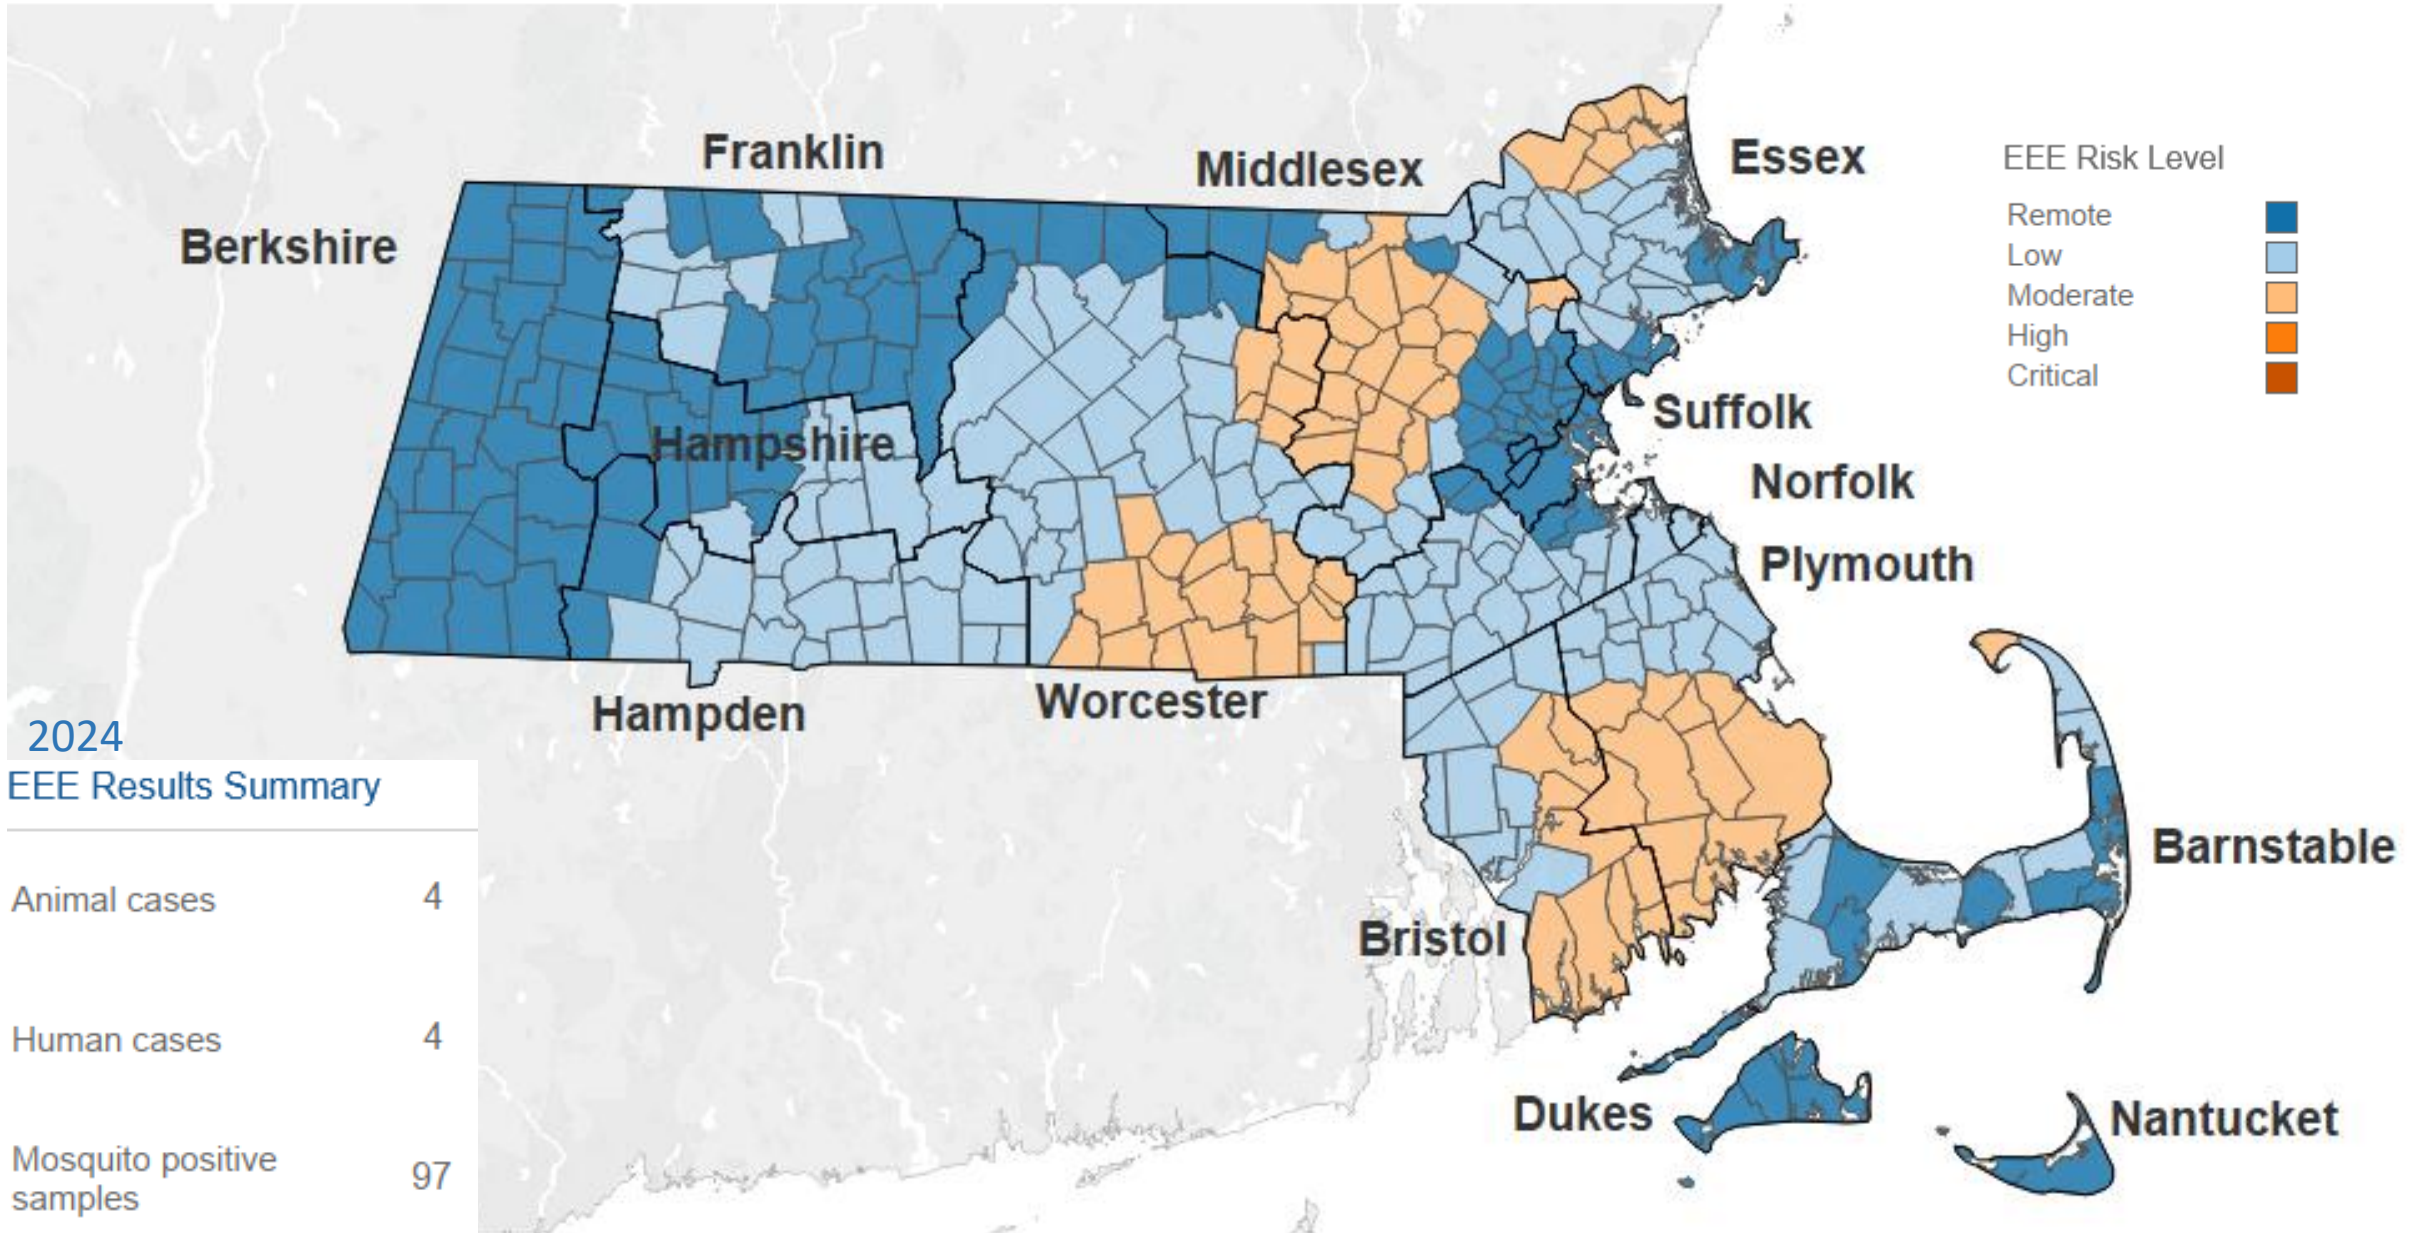 Franklin
Middlesex
Essex
Berkshire
EEE Risk Level
Remote
Low
Moderate
High
Critical
Hampshire
Suffolk
Norfolk
Plymouth
Hampden
Worcester
Barnstable
Bristol
Dukes
Nantucket
2024
EEE Results Summary
Animal cases 4
Human cases 4
Mosquito positive
samples 97